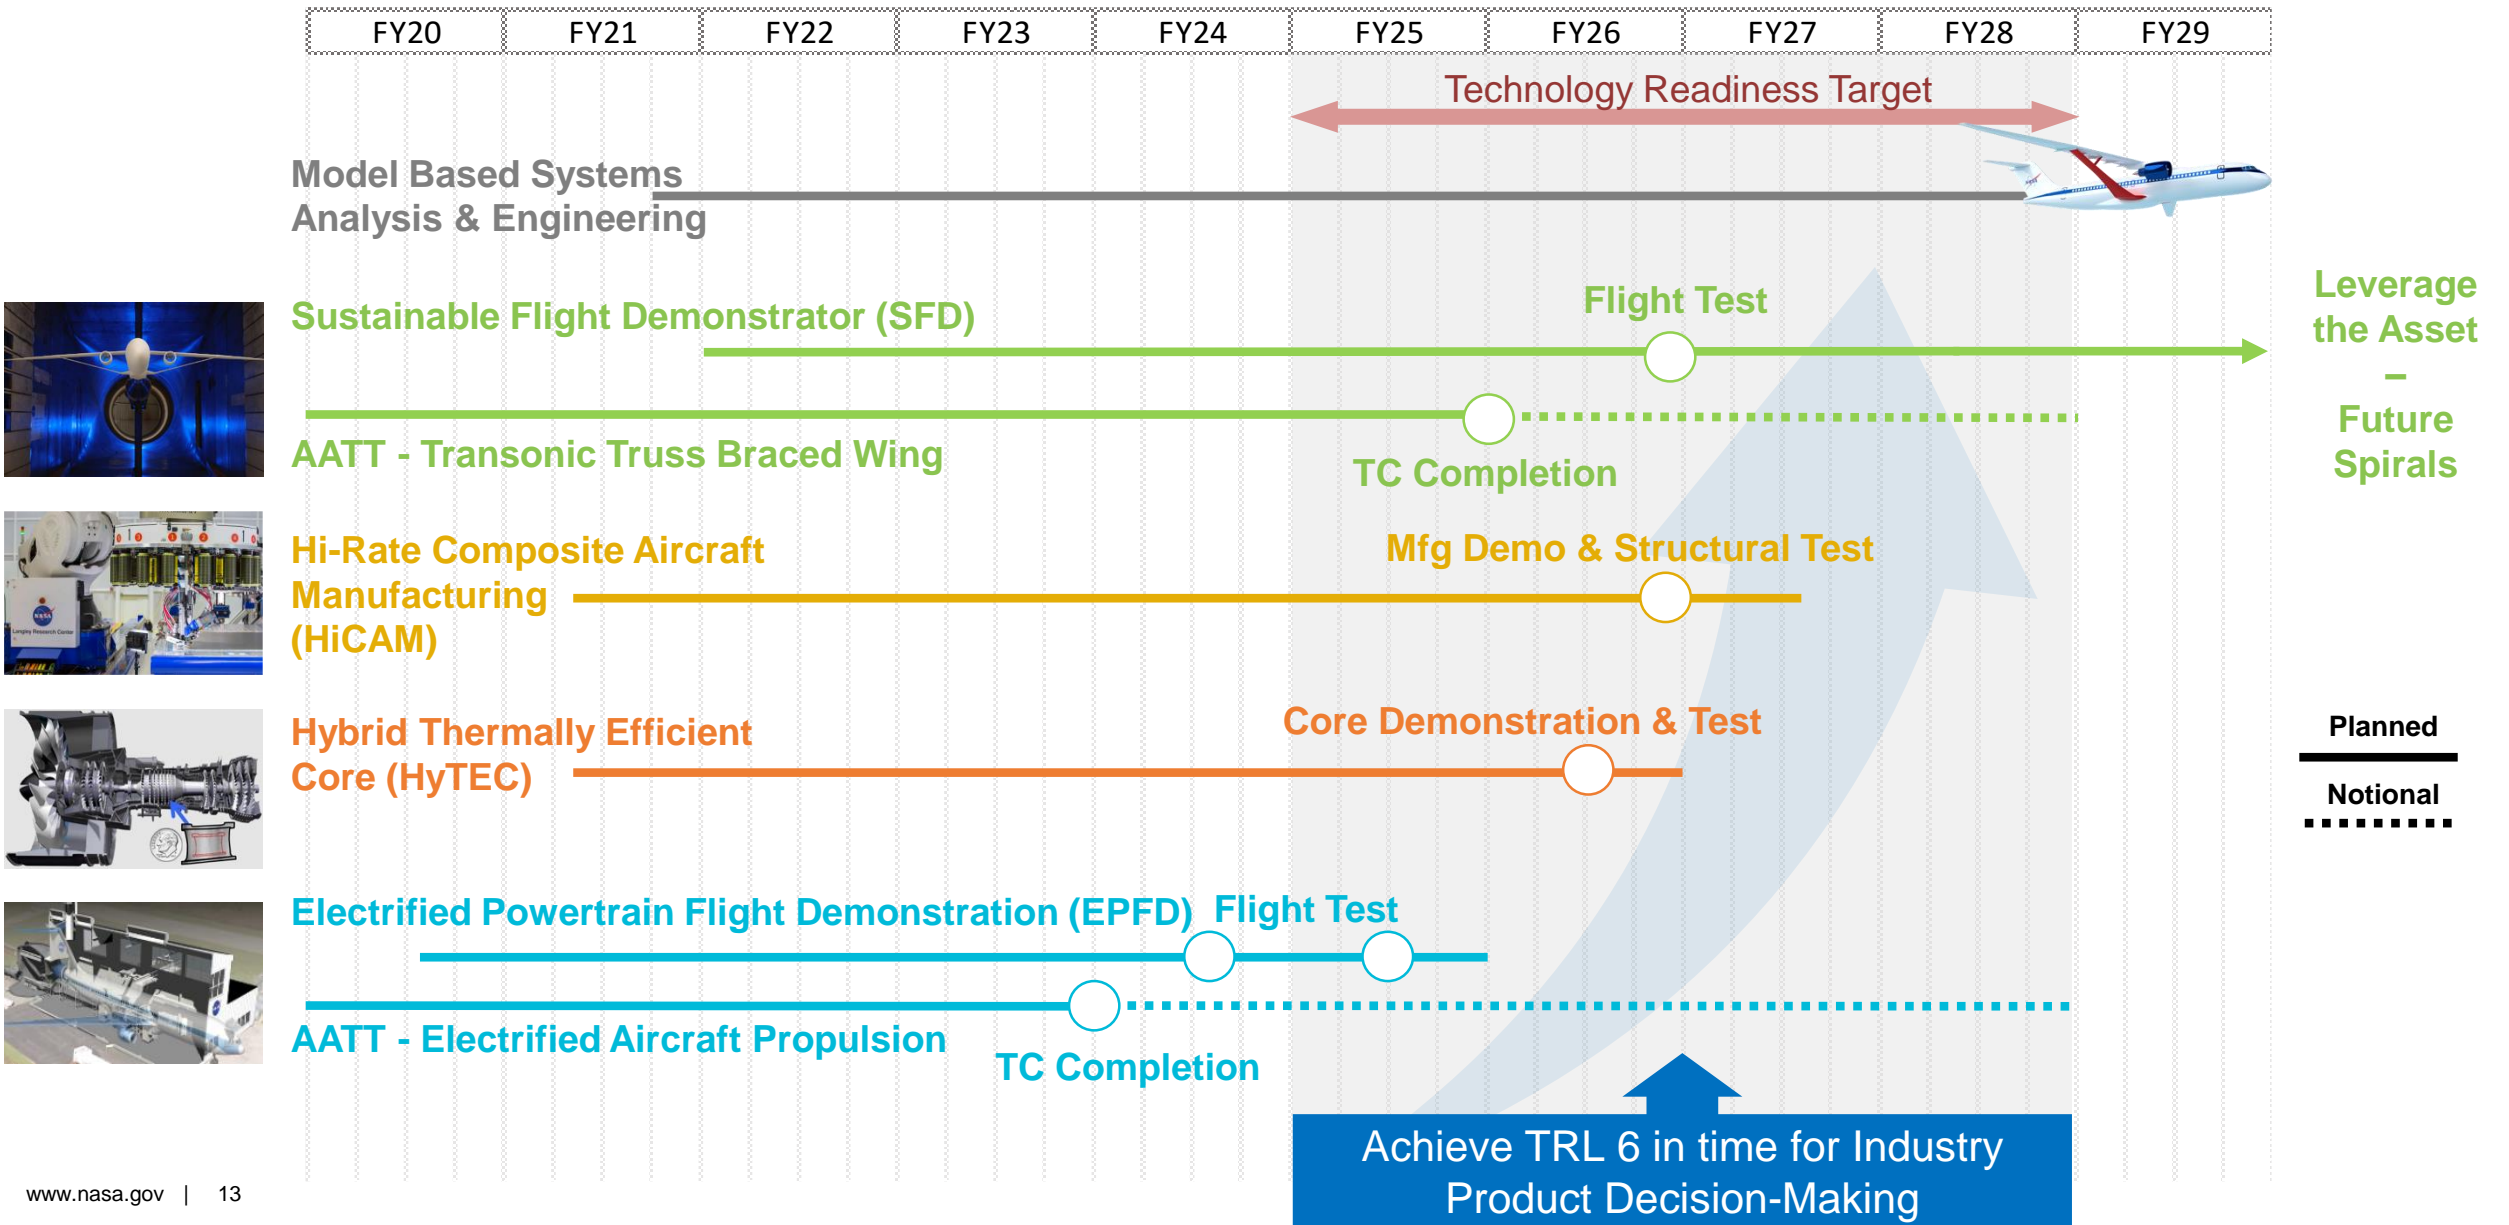 FY20 FY21 FY22 FY23 FY24 FY25 FY26 FY27 FY28 FY29
Technology Readiness Target
Model Based Systems
Analysis & Engineering
Sustainable Flight Demonstrator (SFD)
Flight Test
AATT - Transonic Truss Braced Wing
TC Completion
Leverage
the Asset
–
Future
Spirals
Hi-Rate Composite Aircraft
Manufacturing
(HiCAM)
Mfg Demo & Structural Test
NASA
Langley Research Center
Hybrid Thermally Efficient
Core (HyTEC)
Core Demonstration & Test
Planned
Notional
Electrified Powertrain Flight Demonstration (EPFD)
Flight Test
AATT - Electrified Aircraft Propulsion
TC Completion
Achieve TRL 6 in time for Industry
Product Decision-Making
www.nasa.gov | 13